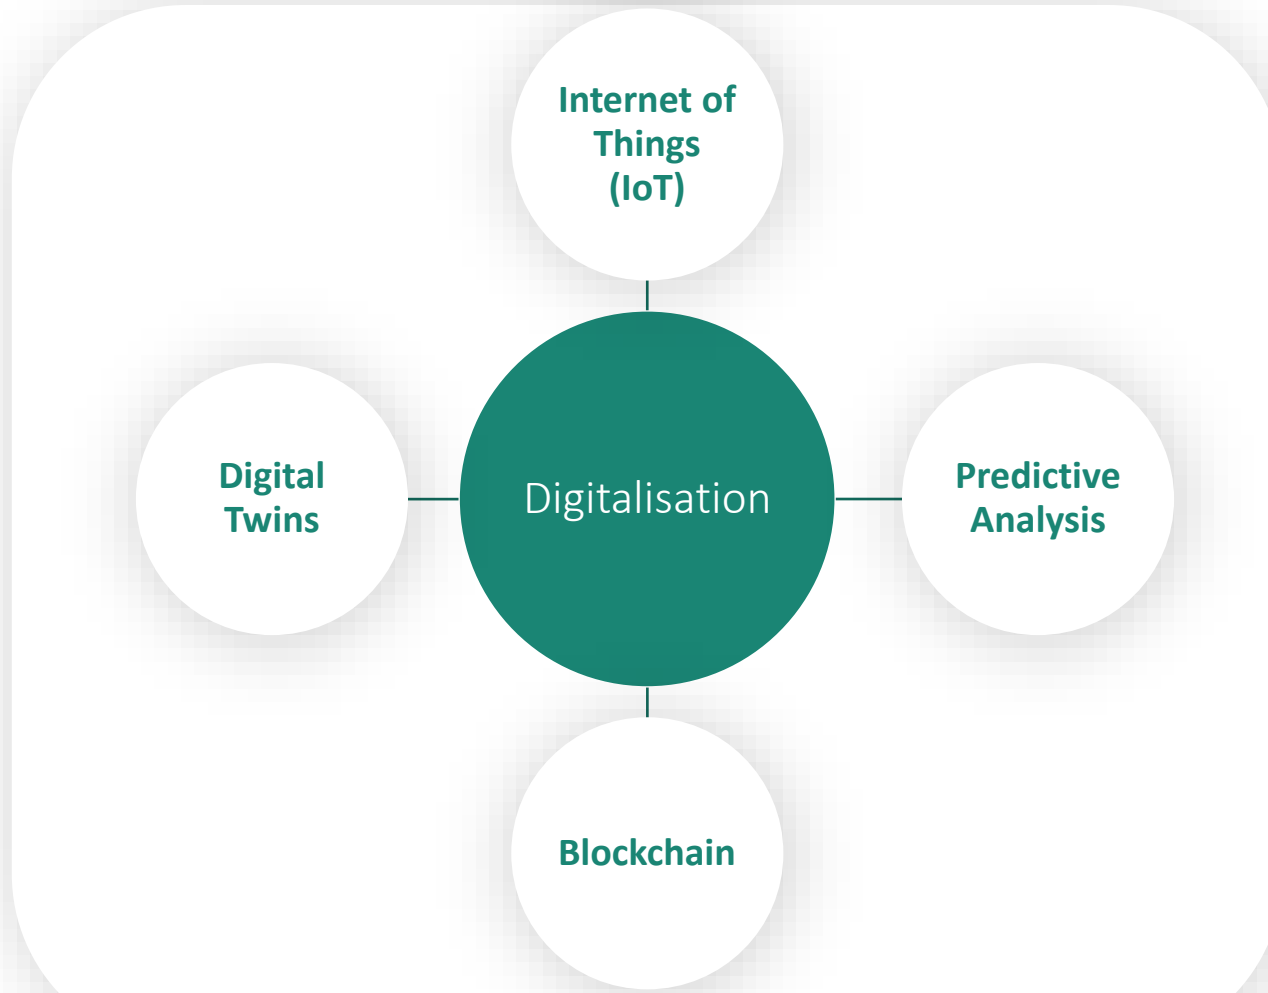 Internet of
Things
(IoT)
Digital
Twins
Digitalisation
Predictive
Analysis
Blockchain